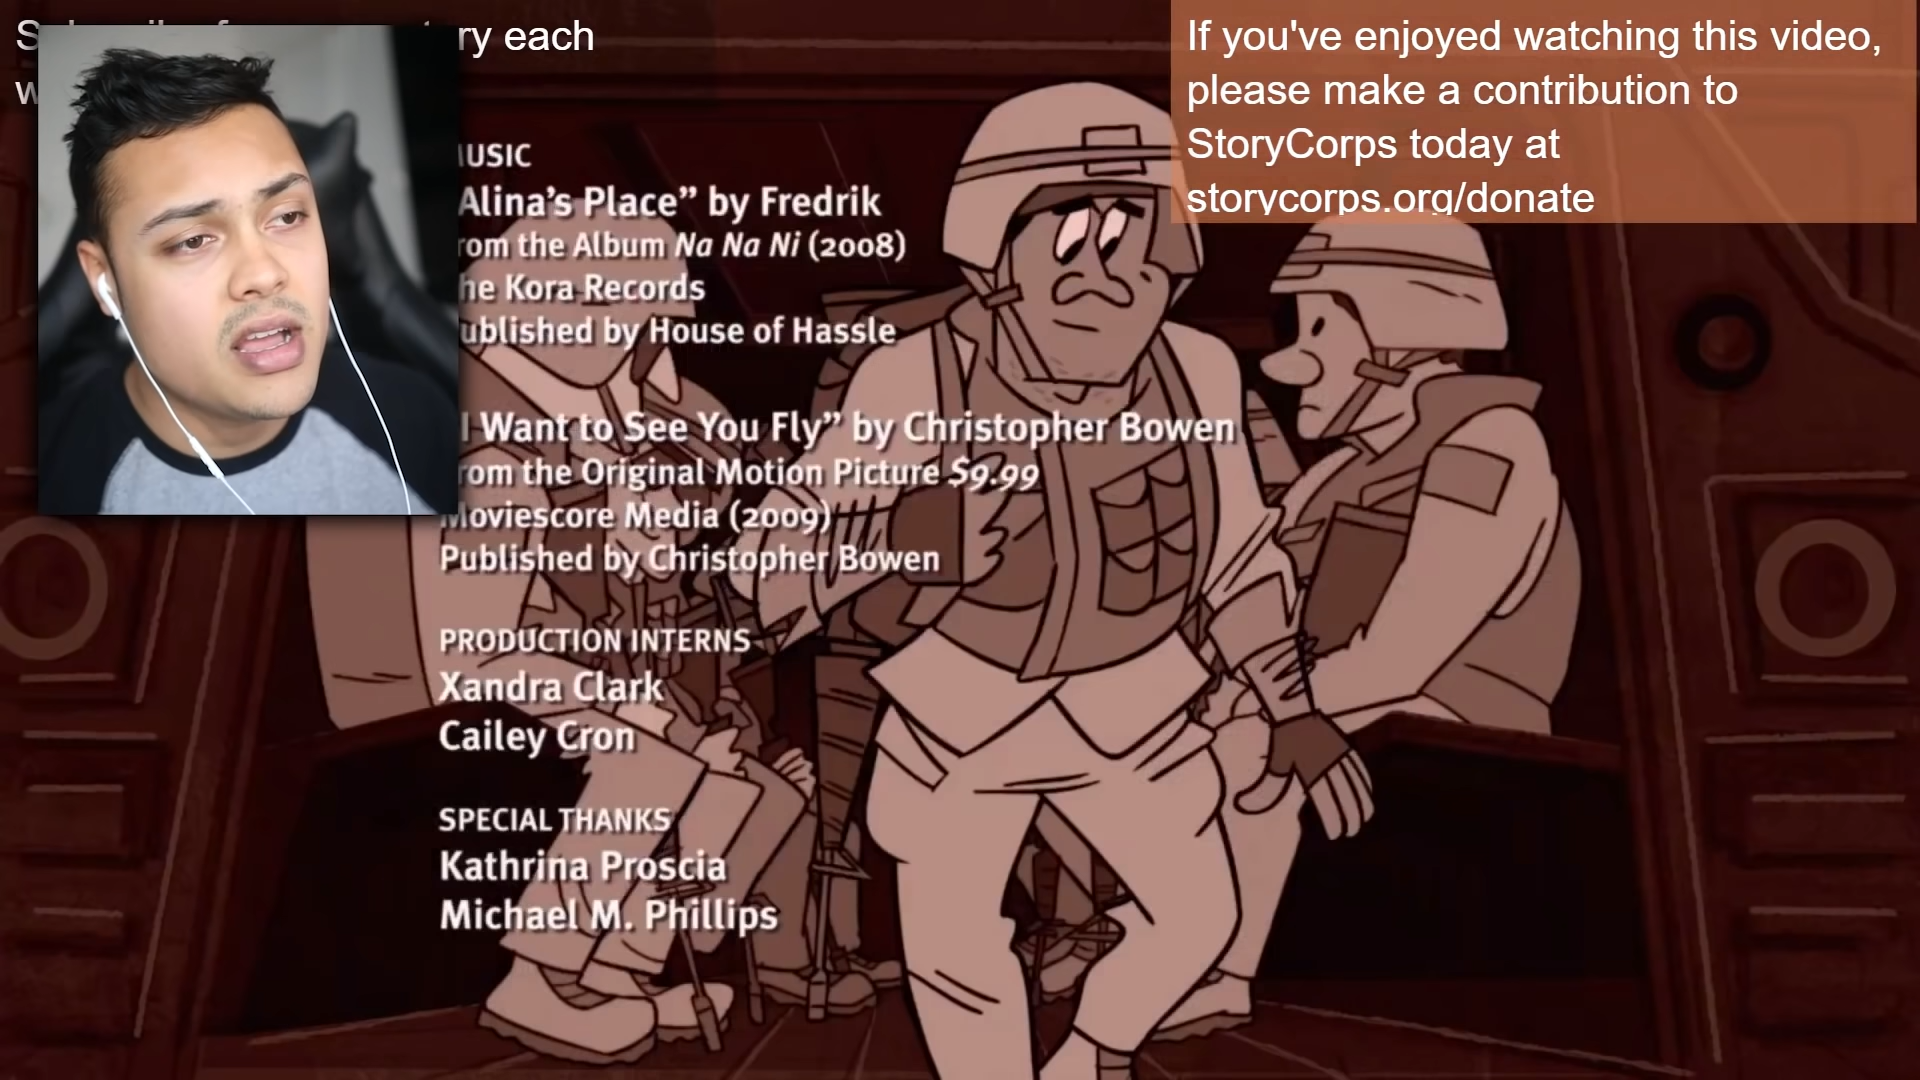 ry each
If you've enjoyed watching this video,
please make a contribution to
StoryCorps today at
storycorps.org/donate
USIC
Alina's Place” by Fredrik
rom the Album Na Na Ni (2008)
he Kora Records
ublished by House of Hassle
I Want to See You Fly” by Christopher Bowen
rom the Original Motion Picture $9.99
Moviescore Media (2009)
Published by Christopher Bowen
PRODUCTION INTERNS
Xandra Clark
Cailey Cron
SPECIAL THANKS
Kathrina Proscia
Michael M. Phillips